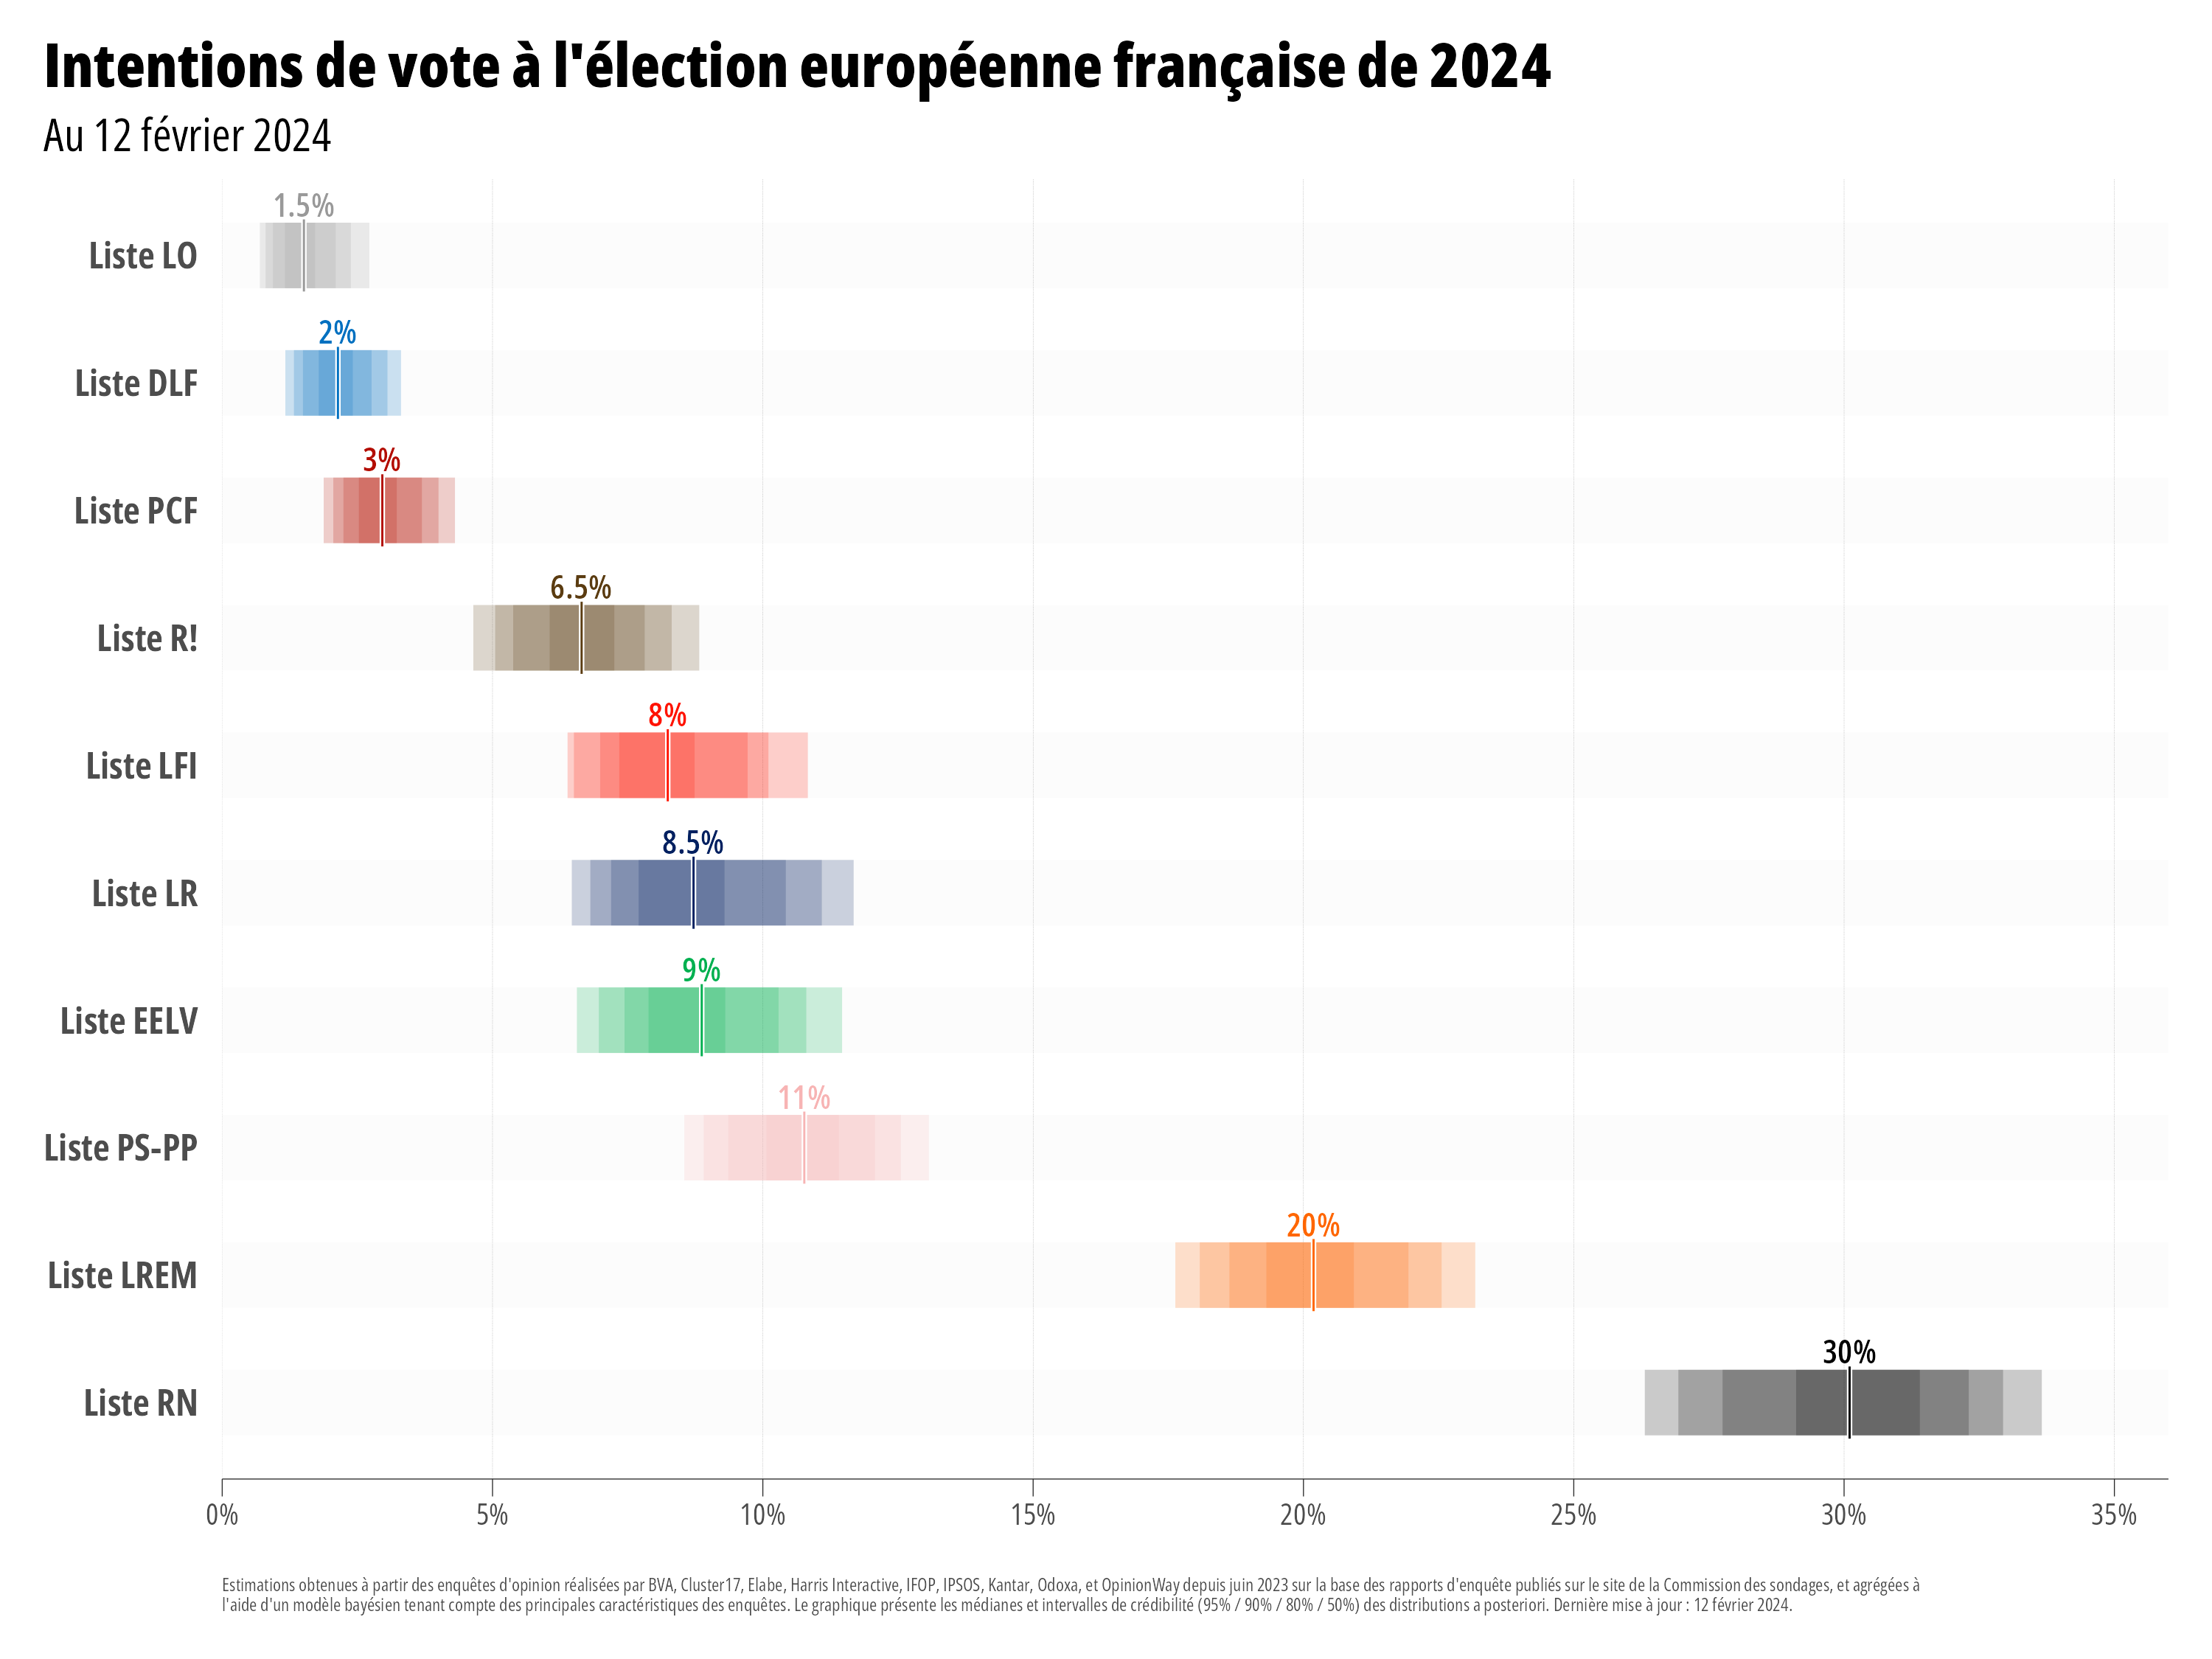 Intentions de vote à l'élection européenne française de 2024
Au 12 février 2024
1.5%
Liste LO
2%
Liste DLF
3%
Liste PCF
6.5%
Liste R!
8%
Liste LFI
8.5%
Liste LR
9%
Liste EELV
11%
Liste PS-PP
20%
Liste LREM
30%
Liste RN
0% 5% 10% 15% 20% 25% 30% 35%
Estimations obtenues à partir des enquêtes d'opinion réalisées par BVA, Cluster17, Elabe, Harris Interactive, IFOP, IPSOS, Kantar, Odoxa, et OpinionWay depuis juin 2023 sur la base des rapports d'enquête publiés sur le site de la Commission des sondages, et agrégées à
l'aide d'un modèle bayésien tenant compte des principales caractéristiques des enquêtes. Le graphique présente les médianes et intervalles de crédibilité (95% / 90% / 80% / 50%) des distributions a posteriori. Dernière mise à jour : 12 février 2024.